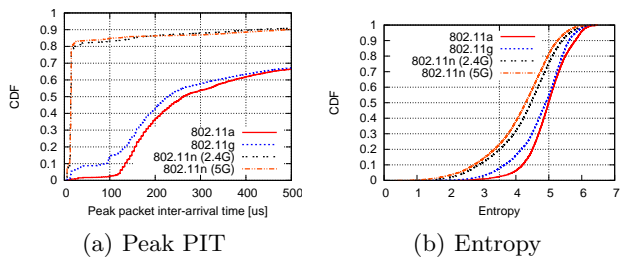 1
0.9
0.8
0.7
0.6
0.5
0.4
0.3
0.2
0.1
0
CDF
802.11a
802.11g
802.11n (2.4G)
802.11n (5G)
0 100 200 300 400 500
Peak packet inter-arrival time [us]
(a) Peak PIT
1
0.9
0.8
0.7
0.6
0.5
0.4
0.3
0.2
0.1
0
CDF
802.11a
802.11g
802.11n (2.4G)
802.11n (5G)
0 1 2 3 4 5 6 7
Entropy
(b) Entropy